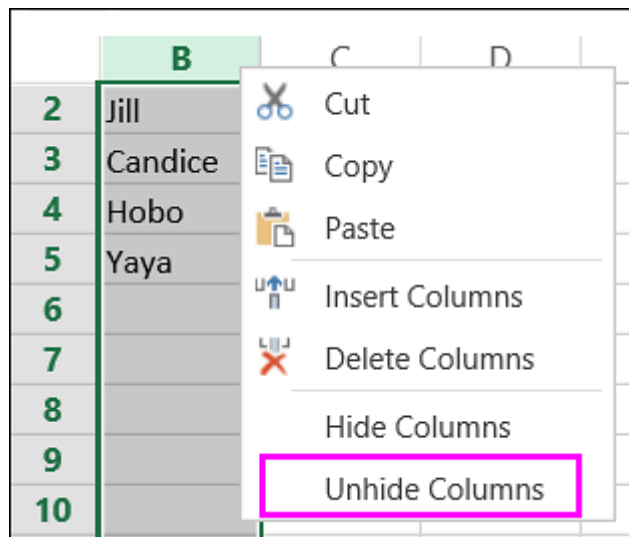 B C D
2 Jill
3 Candice
4 Hobo
5 Yaya
6
7
8
9
10
Cut
Copy
Paste
Insert Columns
Delete Columns
Hide Columns
Unhide Columns